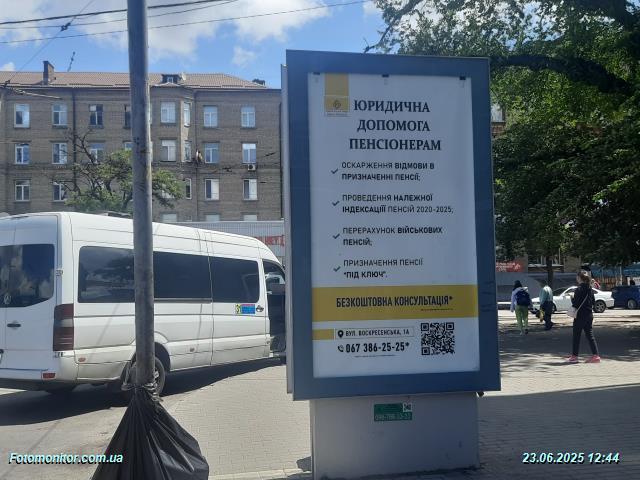 ЮРИДИЧНА
ДОПОМОГА
ПЕНСІОНЕРАМ
ОСКАРЖЕННЯ ВІДМОВИ В
ПРИЗНАЧЕННІ ПЕНСІЇ;
ПРОВЕДЕННЯ НАЛЕЖНОЇ
ІНДЕКСАЦІЇ ПЕНСІЙ 2020-2025;
ПЕРЕРАХУНОК ВІЙСЬКОВИХ
ПЕНСІЙ;
ПРИЗНАЧЕННЯ ПЕНСІЇ
"ПІД КЛЮЧ".
БЕЗКОШТОВНА КОНСУЛЬТАЦІЯ*
ВУЛ. ВОСКРЕСЕНСЬКА, 1А
067 386-25-25*
Fotomonitor.com.ua
23.06.2025 12:44